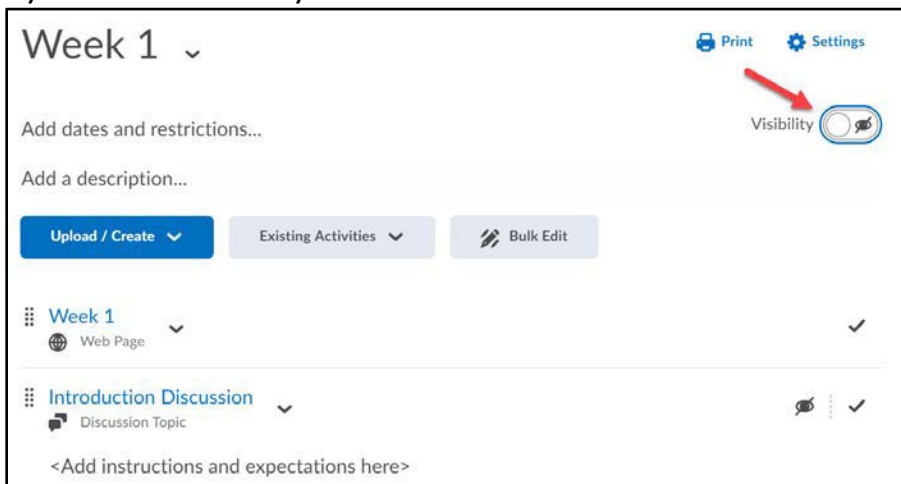 Week 1
Print Settings
Add dates and restrictions...
Visibility
Add a description...
Upload / Create Existing Activities Bulk Edit
Week 1
Web Page
Introduction Discussion
Discussion Topic
<Add instructions and expectations here>